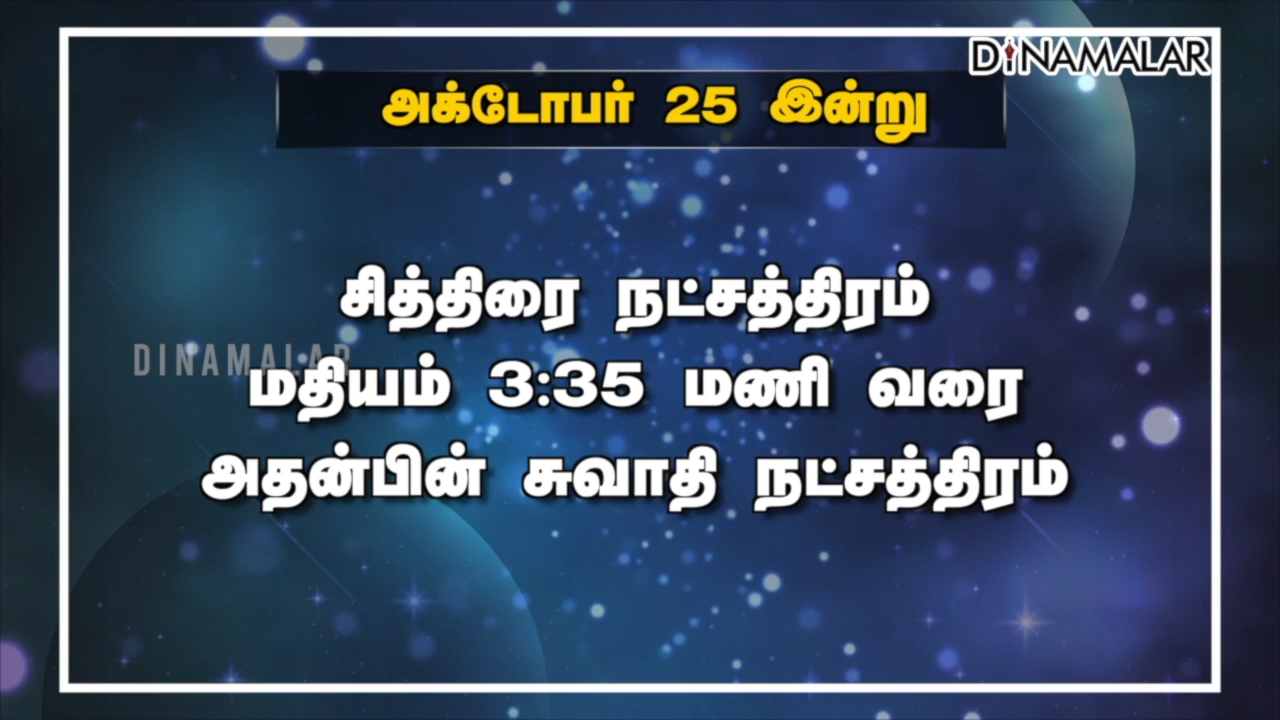 DINAMALAR
அக்டோபர் 25 இன்று
சித்திரை நட்சத்திரம்
DINAMALAR
மதியம் 3:35 மணி வரை
அதன்பின் சுவாதி நட்சத்திரம்